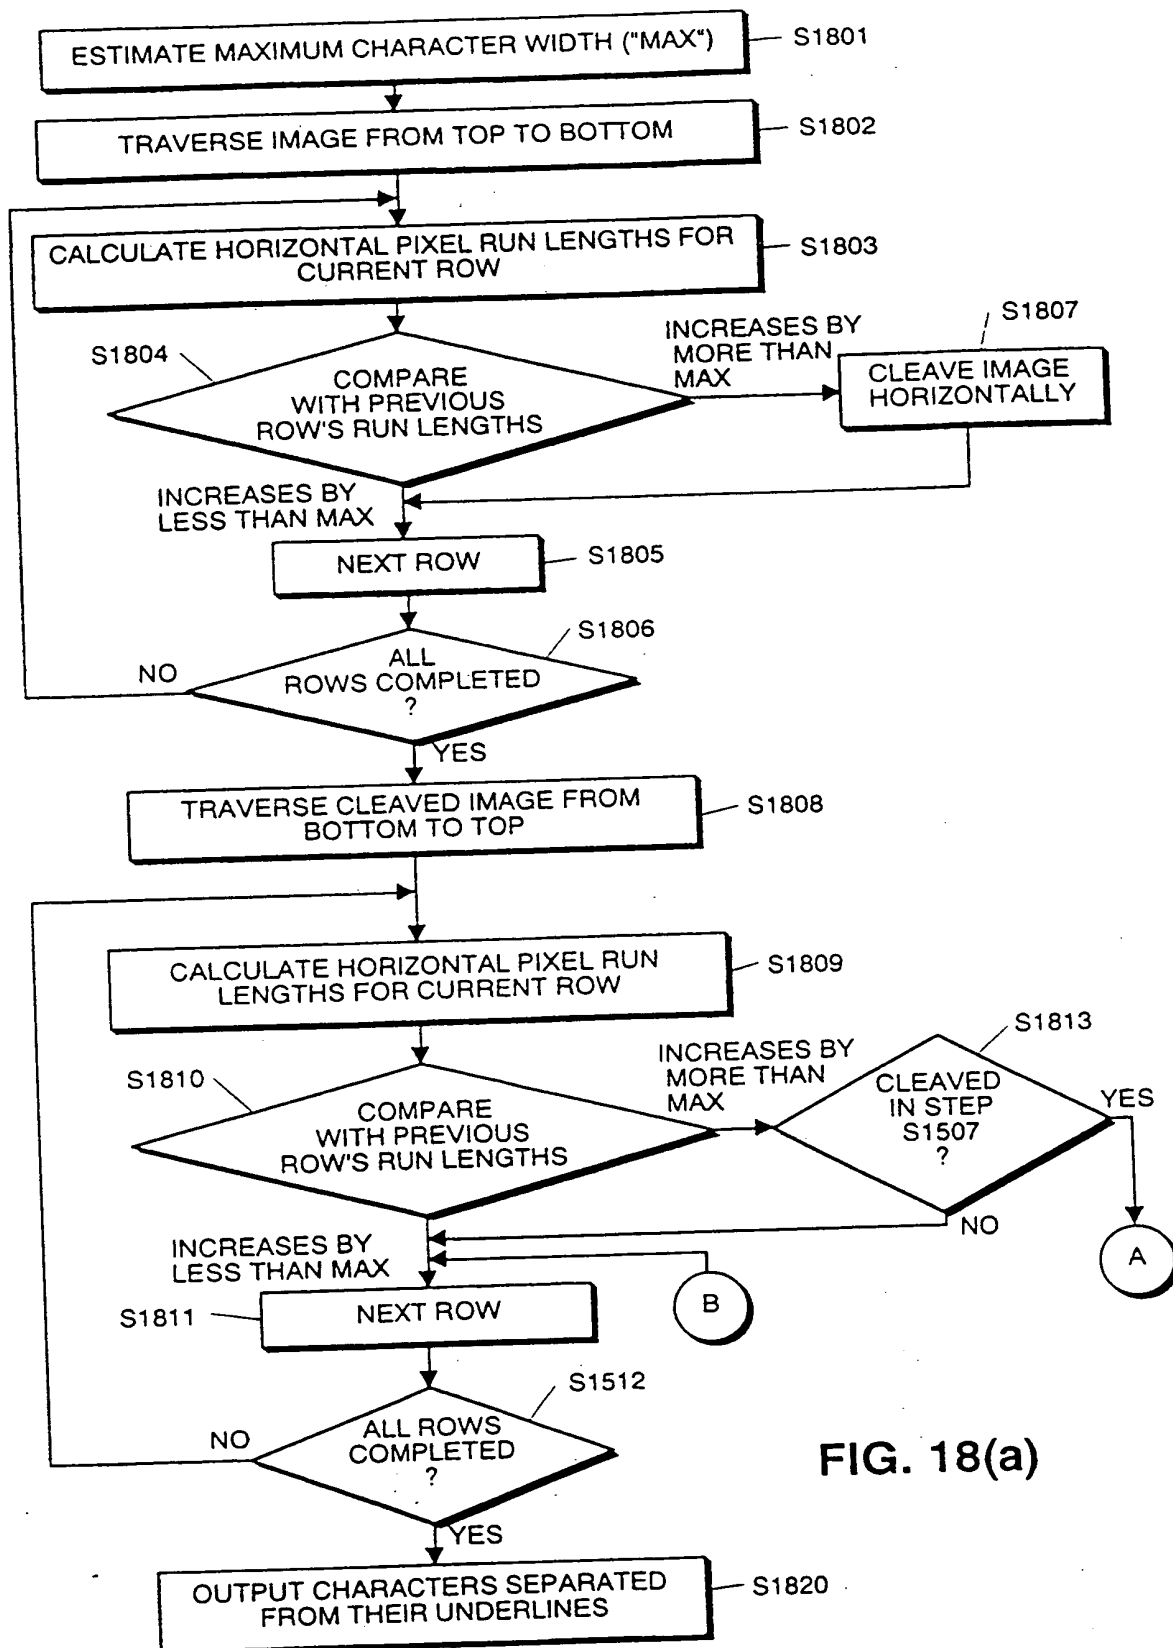 ESTIMATE MAXIMUM CHARACTER WIDTH ("MAX")
S1801
TRAVERSE IMAGE FROM TOP TO BOTTOM
S1802
CALCULATE HORIZONTAL PIXEL RUN LENGTHS FOR
CURRENT ROW
S1803
S1804
COMPARE
WITH PREVIOUS
ROW'S RUN LENGTHS
INCREASES BY
MORE THAN
MAX
S1807
CLEAVE IMAGE
HORIZONTALLY
INCREASES BY
LESS THAN MAX
NEXT ROW
S1805
S1806
ALL
ROWS COMPLETED
?
NO
YES
TRAVERSE CLEAVED IMAGE FROM
BOTTOM TO TOP
S1808
CALCULATE HORIZONTAL PIXEL RUN
LENGTHS FOR CURRENT ROW
S1809
S1810
COMPARE
WITH PREVIOUS
ROW'S RUN LENGTHS
INCREASES BY
MORE THAN
MAX
S1813
CLEAVED
IN STEP
S1507
?
YES
NO
A
INCREASES BY
LESS THAN MAX
B
S1811
NEXT ROW
S1512
ALL ROWS
COMPLETED
?
NO
YES
FIG. 18(a)
OUTPUT CHARACTERS SEPARATED
FROM THEIR UNDERLINES
S1820